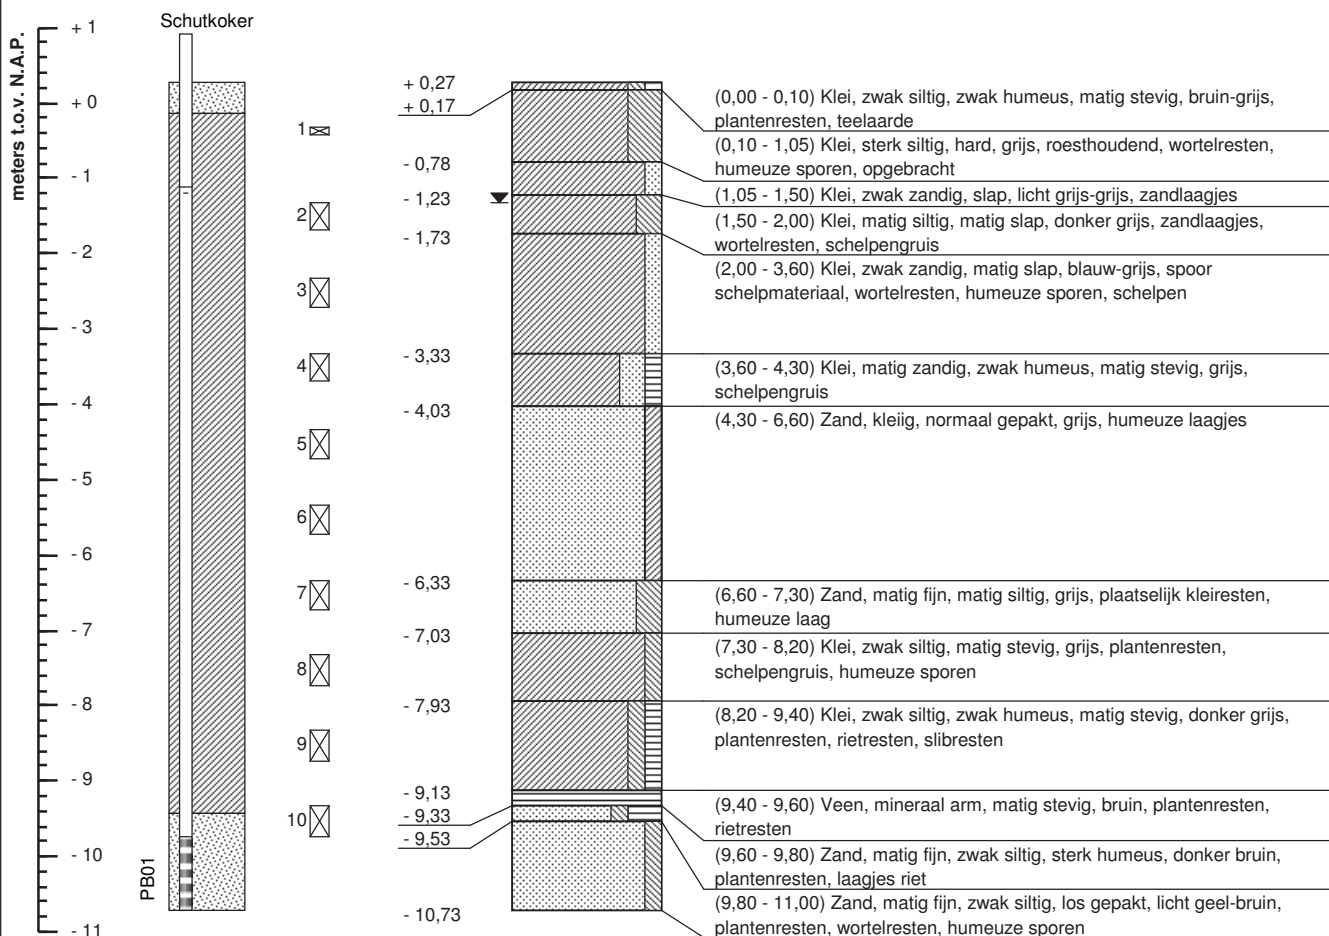 Schutkoker
meters t.o.v. N.A.P.
+ 1
+ 0
- 1
- 2
- 3
- 4
- 5
- 6
- 7
- 8
- 9
- 10
- 11
PB01
1
2
3
4
5
6
7
8
9
10
+ 0,27
+ 0,17
- 0,78
- 1,23
- 1,73
- 3,33
- 4,03
- 6,33
- 7,03
- 7,93
- 9,13
- 9,33
- 9,53
- 10,73
(0,00 - 0,10) Klei, zwak siltig, zwak humeus, matig stevig, bruin-grijs,
plantenresten, teelaarde
(0,10 - 1,05) Klei, sterk siltig, hard, grijs, roesthoudend, wortelresten,
humeuze sporen, opgebracht
(1,05 - 1,50) Klei, zwak zandig, slap, licht grijs-grijs, zandlaagjes
(1,50 - 2,00) Klei, matig siltig, matig slap, donker grijs, zandlaagjes,
wortelresten, schelpengruis
(2,00 - 3,60) Klei, zwak zandig, matig slap, blauw-grijs, spoor
schelpmateriaal, wortelresten, humeuze sporen, schelpen
(3,60 - 4,30) Klei, matig zandig, zwak humeus, matig stevig, grijs,
schelpengruis
(4,30 - 6,60) Zand, kleiig, normaal gepakt, grijs, humeuze laagjes
(6,60 - 7,30) Zand, matig fijn, matig siltig, grijs, plaatselijk kleiresten,
humeuze laag
(7,30 - 8,20) Klei, zwak siltig, matig stevig, grijs, plantenresten,
schelpengruis, humeuze sporen
(8,20 - 9,40) Klei, zwak siltig, zwak humeus, matig stevig, donker grijs,
plantenresten, rietresten, slibresten
(9,40 - 9,60) Veen, mineraal arm, matig stevig, bruin, plantenresten,
rietresten
(9,60 - 9,80) Zand, matig fijn, zwak siltig, sterk humeus, donker bruin,
plantenresten, laagjes riet
(9,80 - 11,00) Zand, matig fijn, zwak siltig, los gepakt, licht geel-bruin,
plantenresten, wortelresten, humeuze sporen